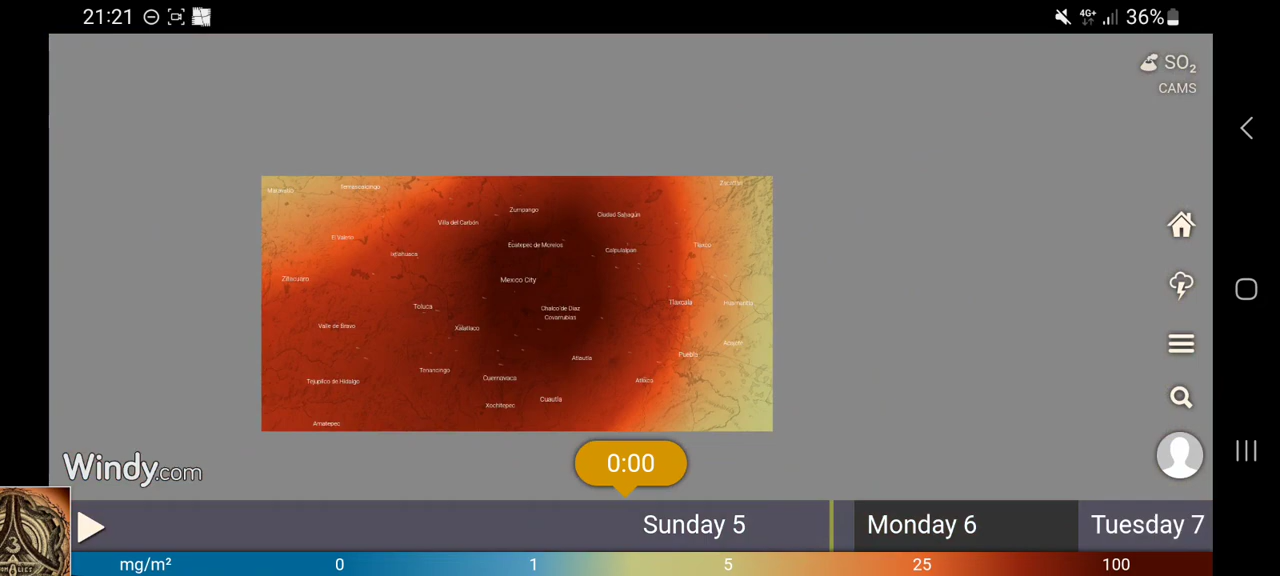 21:21
4G+
36%
SO₂
CAMS
Maravatío
Temascalcingo
Zacatlán
Zumpango
Ciudad Sahagún
Villa del Carbón
El Valerio
Ecatepec de Morelos
Tlaxco
Calpulalpan
Ixtlahuaca
Zitácuaro
Mexico City
Toluca
Chalco de Díaz
Covarrubias
Tlaxcala
Huamantla
Valle de Bravo
Xalatlaco
Acajete
Puebla
Atlautla
Tenancingo
Cuernavaca
Atlixco
Tejupilco de Hidalgo
Cuautla
Xochitepec
Amatepec
Windy.com
0:00
Sunday 5
Monday 6
Tuesday 7
mg/m²
0
1
5
25
100